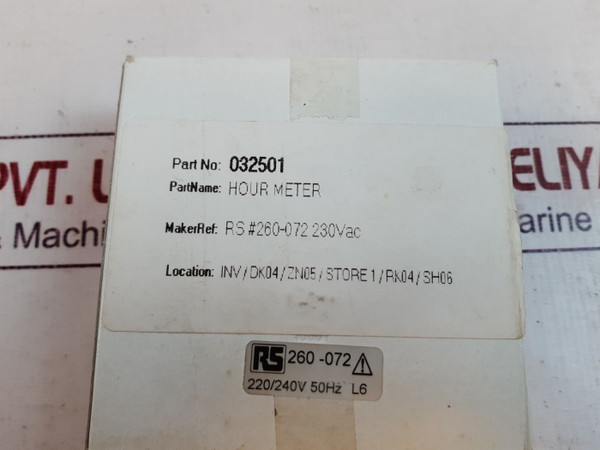 PVT. 
& Machin
ELIYA
arine
Part No: 032501
PartName: HOUR METER
MakerRef: RS #260-072 230Vac
Location: INV / DK04 / ZN05 / STORE 1 / RK04 / SH06
RS 260 -072
220/240V 50Hz L6